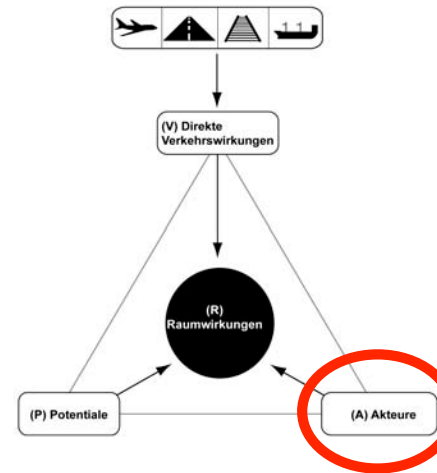 (V) Direkte
Verkehrswirkungen
(R)
Raumwirkungen
(P) Potentiale
(A) Akteure